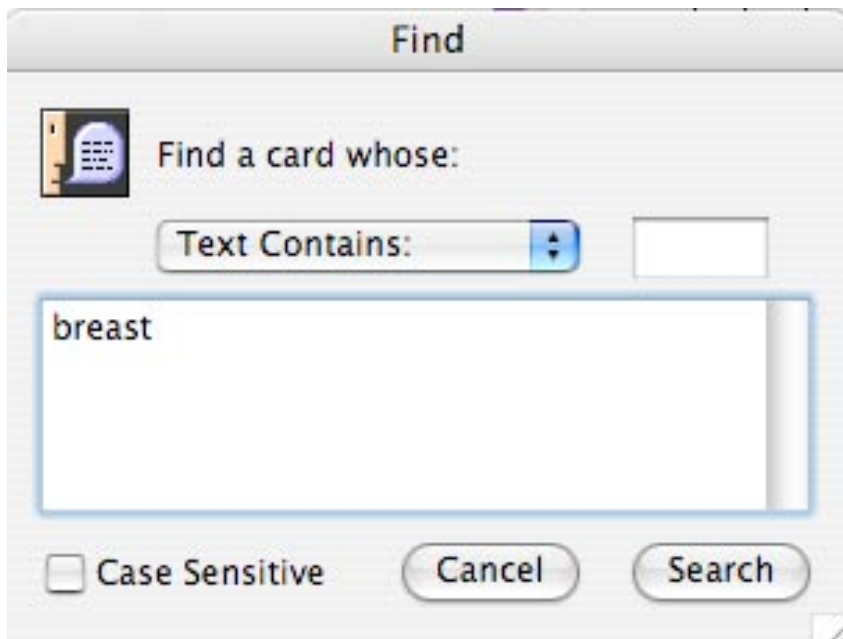 Find
Find a card whose:
Text Contains:
breast
Case Sensitive
Cancel
Search